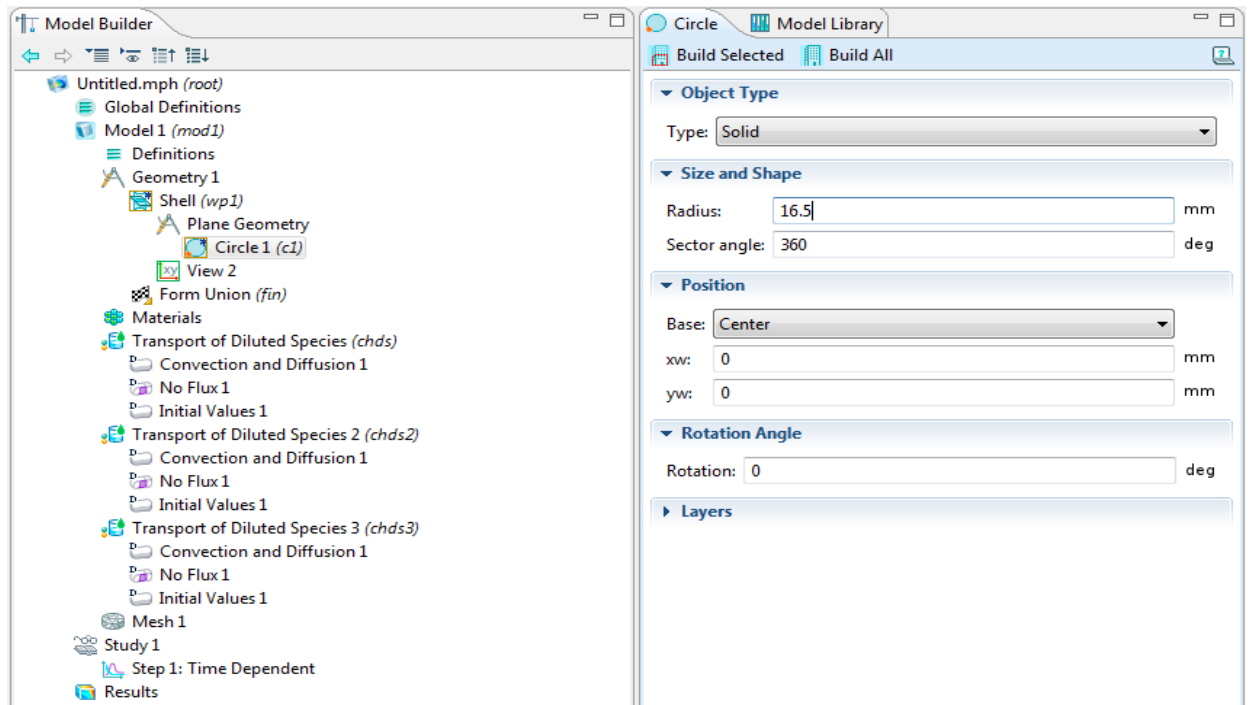 Model Builder
Untitled.mph (root)
Global Definitions
Model 1 (mod1)
Definitions
Geometry 1
Shell (wp1)
Plane Geometry
Circle 1 (c1)
View 2
Form Union (fin)
Materials
Transport of Diluted Species (chds)
Convection and Diffusion 1
No Flux 1
Initial Values 1
Transport of Diluted Species 2 (chds2)
Convection and Diffusion 1
No Flux 1
Initial Values 1
Transport of Diluted Species 3 (chds3)
Convection and Diffusion 1
No Flux 1
Initial Values 1
Mesh 1
Study 1
Step 1: Time Dependent
Results
Circle Model Library
Build Selected Build All
Object Type
Type: Solid
Size and Shape
Radius: 16.5 mm
Sector angle: 360 deg
Position
Base: Center
xw: 0 mm
yw: 0 mm
Rotation Angle
Rotation: 0 deg
Layers